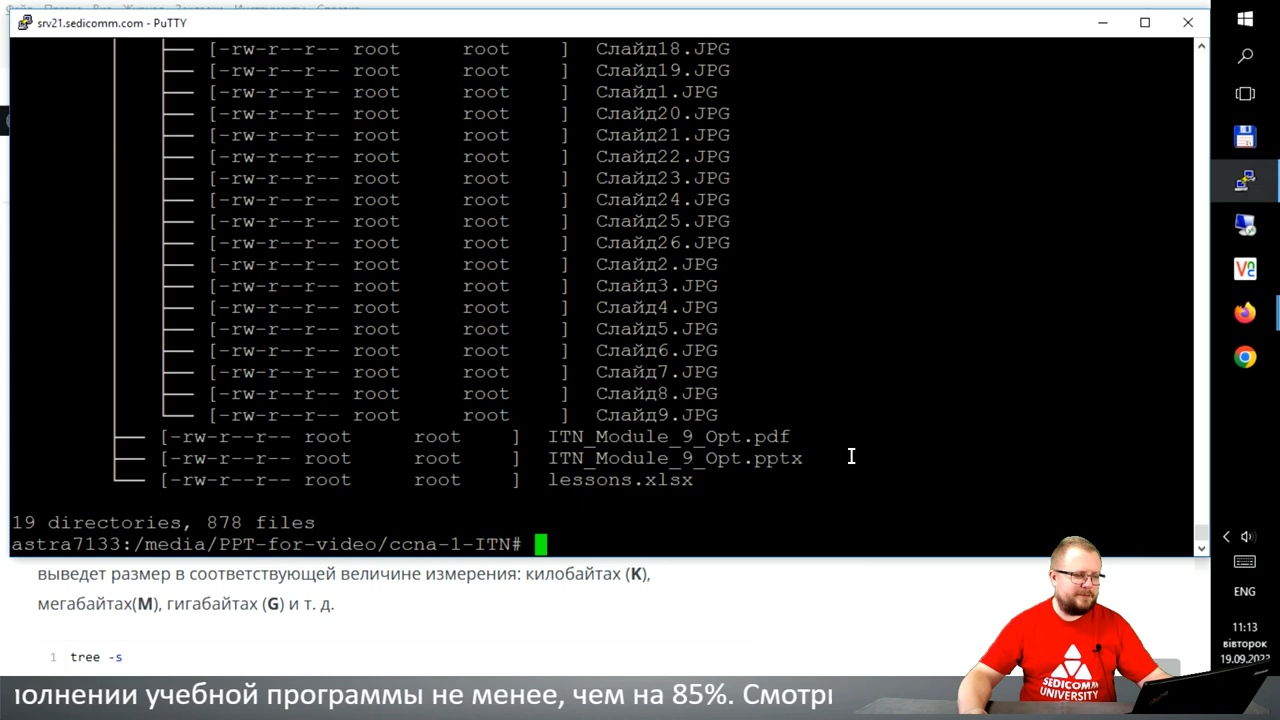 srv21.sedicomm.com - PuTTY
[-rw-r--r-- root root ] Слайд18.JPG
[-rw-r--r-- root root ] Слайд19.JPG
[-rw-r--r-- root root ] Слайд1.JPG
[-rw-r--r-- root root ] Слайд20.JPG
[-rw-r--r-- root root ] Слайд21.JPG
[-rw-r--r-- root root ] Слайд22.JPG
[-rw-r--r-- root root ] Слайд23.JPG
[-rw-r--r-- root root ] Слайд24.JPG
[-rw-r--r-- root root ] Слайд25.JPG
[-rw-r--r-- root root ] Слайд26.JPG
[-rw-r--r-- root root ] Слайд2.JPG
[-rw-r--r-- root root ] Слайд3.JPG
[-rw-r--r-- root root ] Слайд4.JPG
[-rw-r--r-- root root ] Слайд5.JPG
[-rw-r--r-- root root ] Слайд6.JPG
[-rw-r--r-- root root ] Слайд7.JPG
[-rw-r--r-- root root ] Слайд8.JPG
[-rw-r--r-- root root ] Слайд9.JPG
[-rw-r--r-- root root ] ITN_Module_9_Opt.pdf
[-rw-r--r-- root root ] ITN_Module_9_Opt.pptx
[-rw-r--r-- root root ] lessons.xlsx
19 directories, 878 files
astra7133:/media/PPT-for-video/ccna-1-ITN#
выведет размер в соответствующей величине измерения: килобайтах (K),
мегабайтах(M), гигабайтах (G) и т. д.
1 tree -s
ENG
11:13
вівторок
SEDICOMM
UNIVERSITY
учебной программы не менее, чем на 85%.